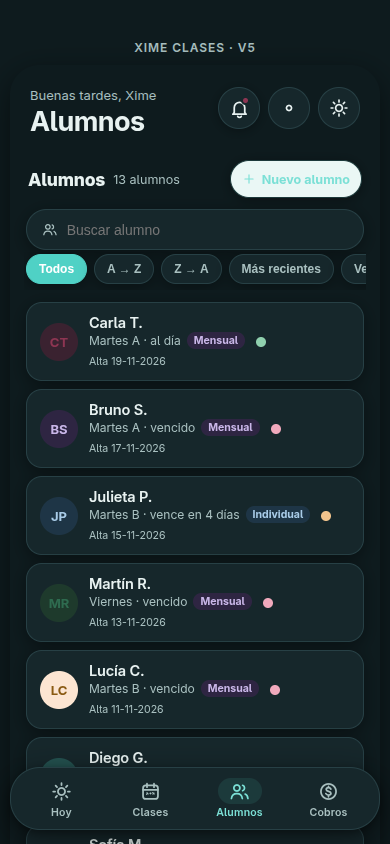 XIME CLASES · V5
Buenas tardes, Xime
Alumnos
Alumnos 13 alumnos
+ Nuevo alumno
Buscar alumno
Todos A → Z Z → A Más recientes Ve
CT
Carla T.
Martes A · al día Mensual
Alta 19-11-2026
BS
Bruno S.
Martes A · vencido Mensual
Alta 17-11-2026
JP
Julieta P.
Martes B · vence en 4 días Individual
Alta 15-11-2026
MR
Martín R.
Viernes · vencido Mensual
Alta 13-11-2026
LC
Lucía C.
Martes B · vencido Mensual
Alta 11-11-2026
Diego G.
Hoy Clases Alumnos Cobros
Sofía M.